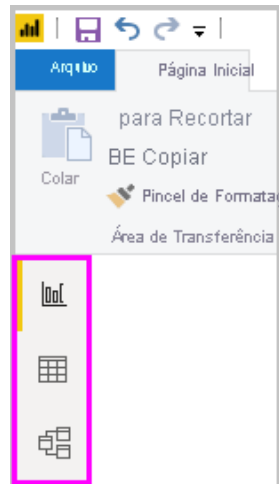 Arquivo
Página Inicial
para Recortar
BE Copiar
Colar
Pincel de Formata
Área de Transferência